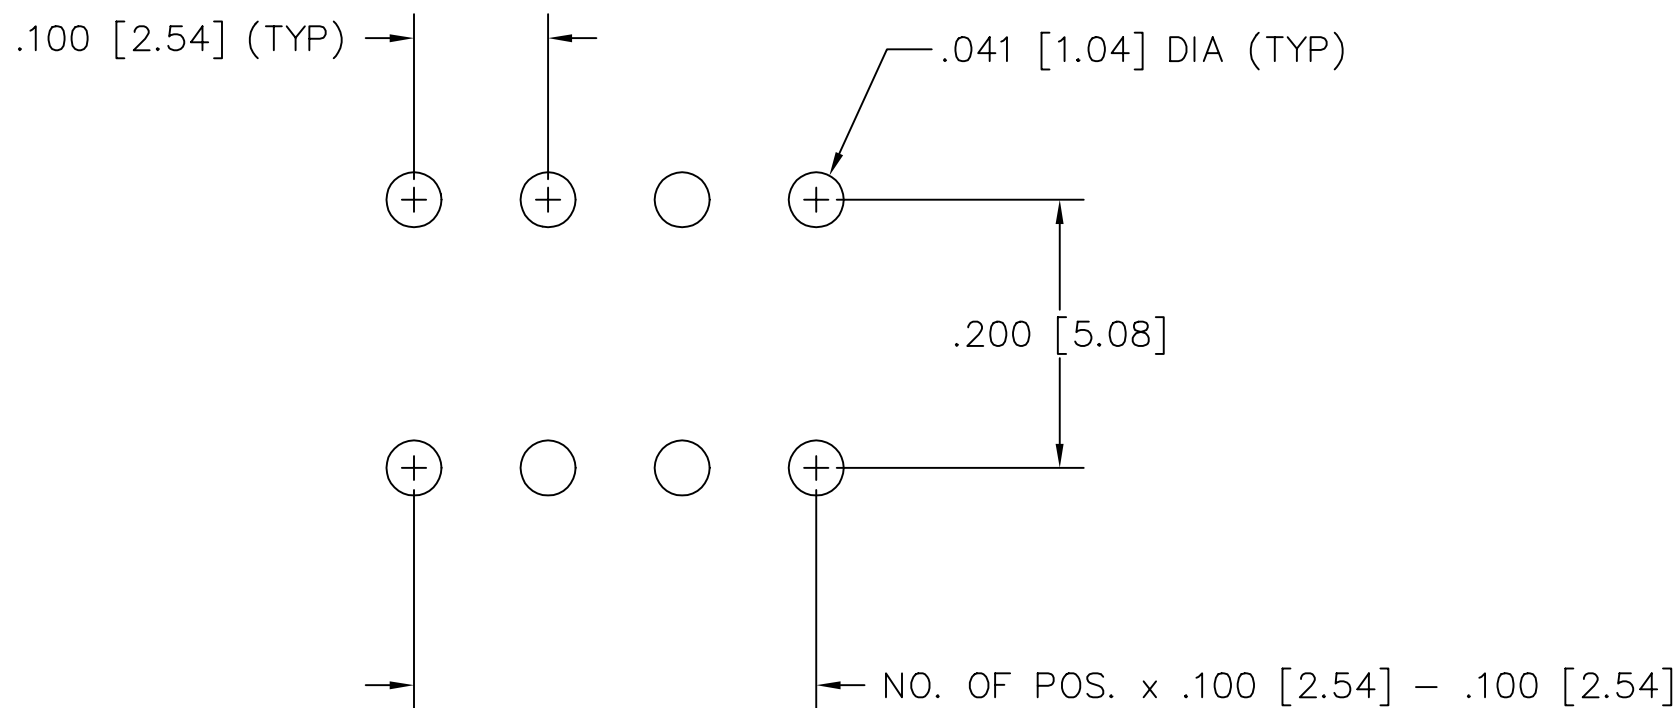 .100 [2.54] (TYP)
.041 [1.04] DIA (TYP)
.200 [5.08]
NO. OF POS. x .100 [2.54] − .100 [2.54]